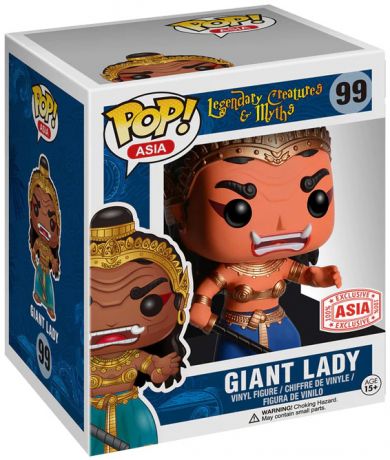 POP!
ASIA
Legendary Creatures
& Myths
99
POP!
ASIA
GIANT LADY
99
100%
EXCLUSIVE
ASIA
EXCLUSIVE
100%
GIANT LADY
VINYL FIGURE / CHIFFRE DE VINYLE /
FIGURA DE VINILO
WARNING: CHOKING HAZARD.
May contain small parts.
AGE
15+